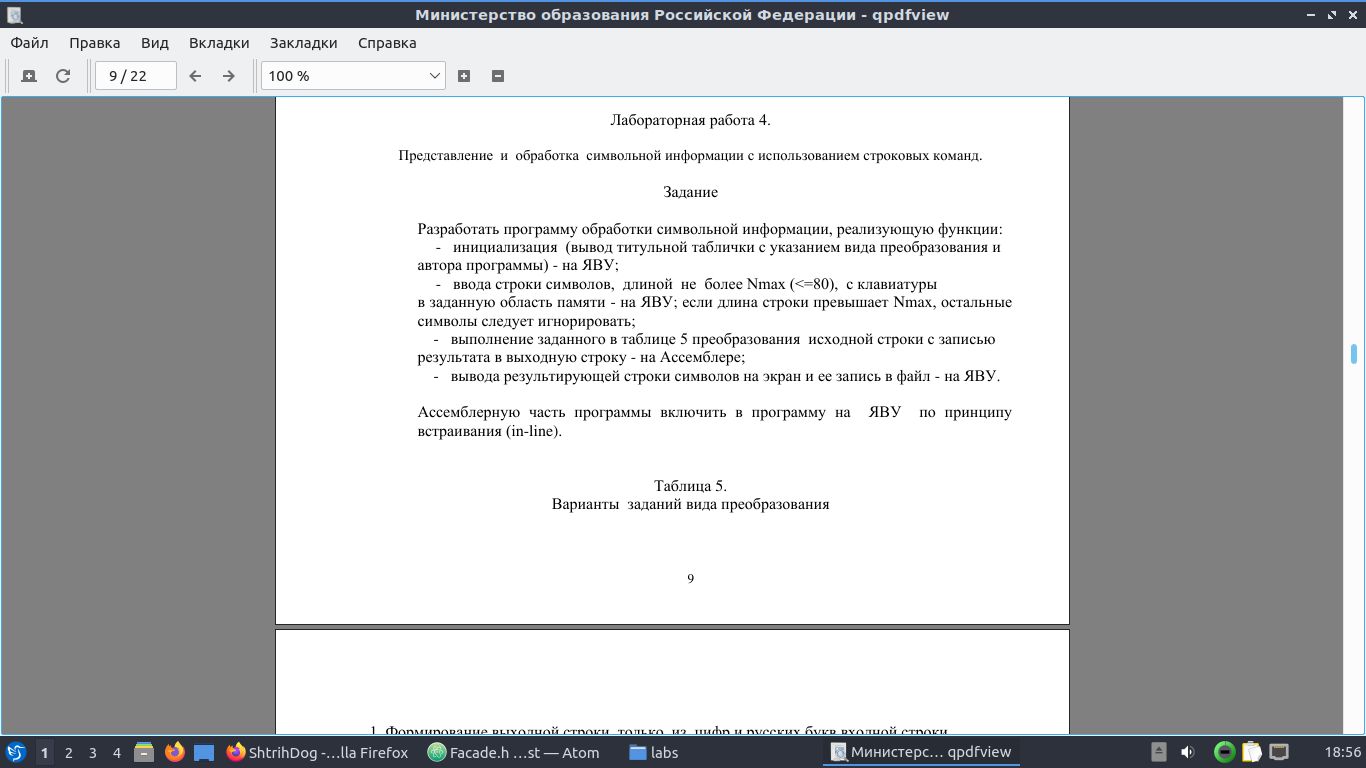 Министерство образования Российской Федерации - qpdfview
Файл Правка Вид Вкладки Закладки Справка
9 / 22 100 %
Лабораторная работа 4.
Представление и обработка символьной информации с использованием строковых команд.
Задание
Разработать программу обработки символьной информации, реализующую функции:
- инициализация (вывод титульной таблички с указанием вида преобразования и
автора программы) - на ЯВУ;
- ввода строки символов, длиной не более Nmax (<=80), с клавиатуры
в заданную область памяти - на ЯВУ; если длина строки превышает Nmax, остальные
символы следует игнорировать;
- выполнение заданного в таблице 5 преобразования исходной строки с записью
результата в выходную строку - на Ассемблере;
- вывода результирующей строки символов на экран и ее запись в файл - на ЯВУ.
Ассемблерную часть программы включить в программу на ЯВУ по принципу
встраивания (in-line).
Таблица 5.
Варианты заданий вида преобразования
9
1. Формирование выходной строки только из цифр и русских букв входной строки
1 2 3 4 ShtrihDog -...lla Firefox Facade.h ...st — Atom labs Министерс... qpdfview 18:56